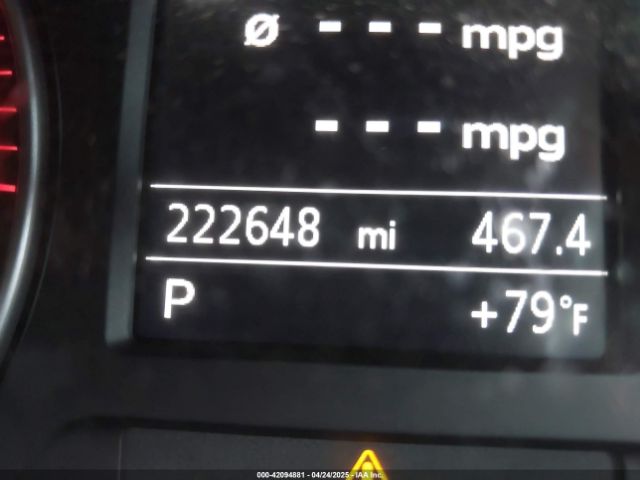 Ø - - - mpg
- - - mpg
222648 mi 467.4
P +79°F
000-42094881 - 04/24/2025 - IAA Inc.